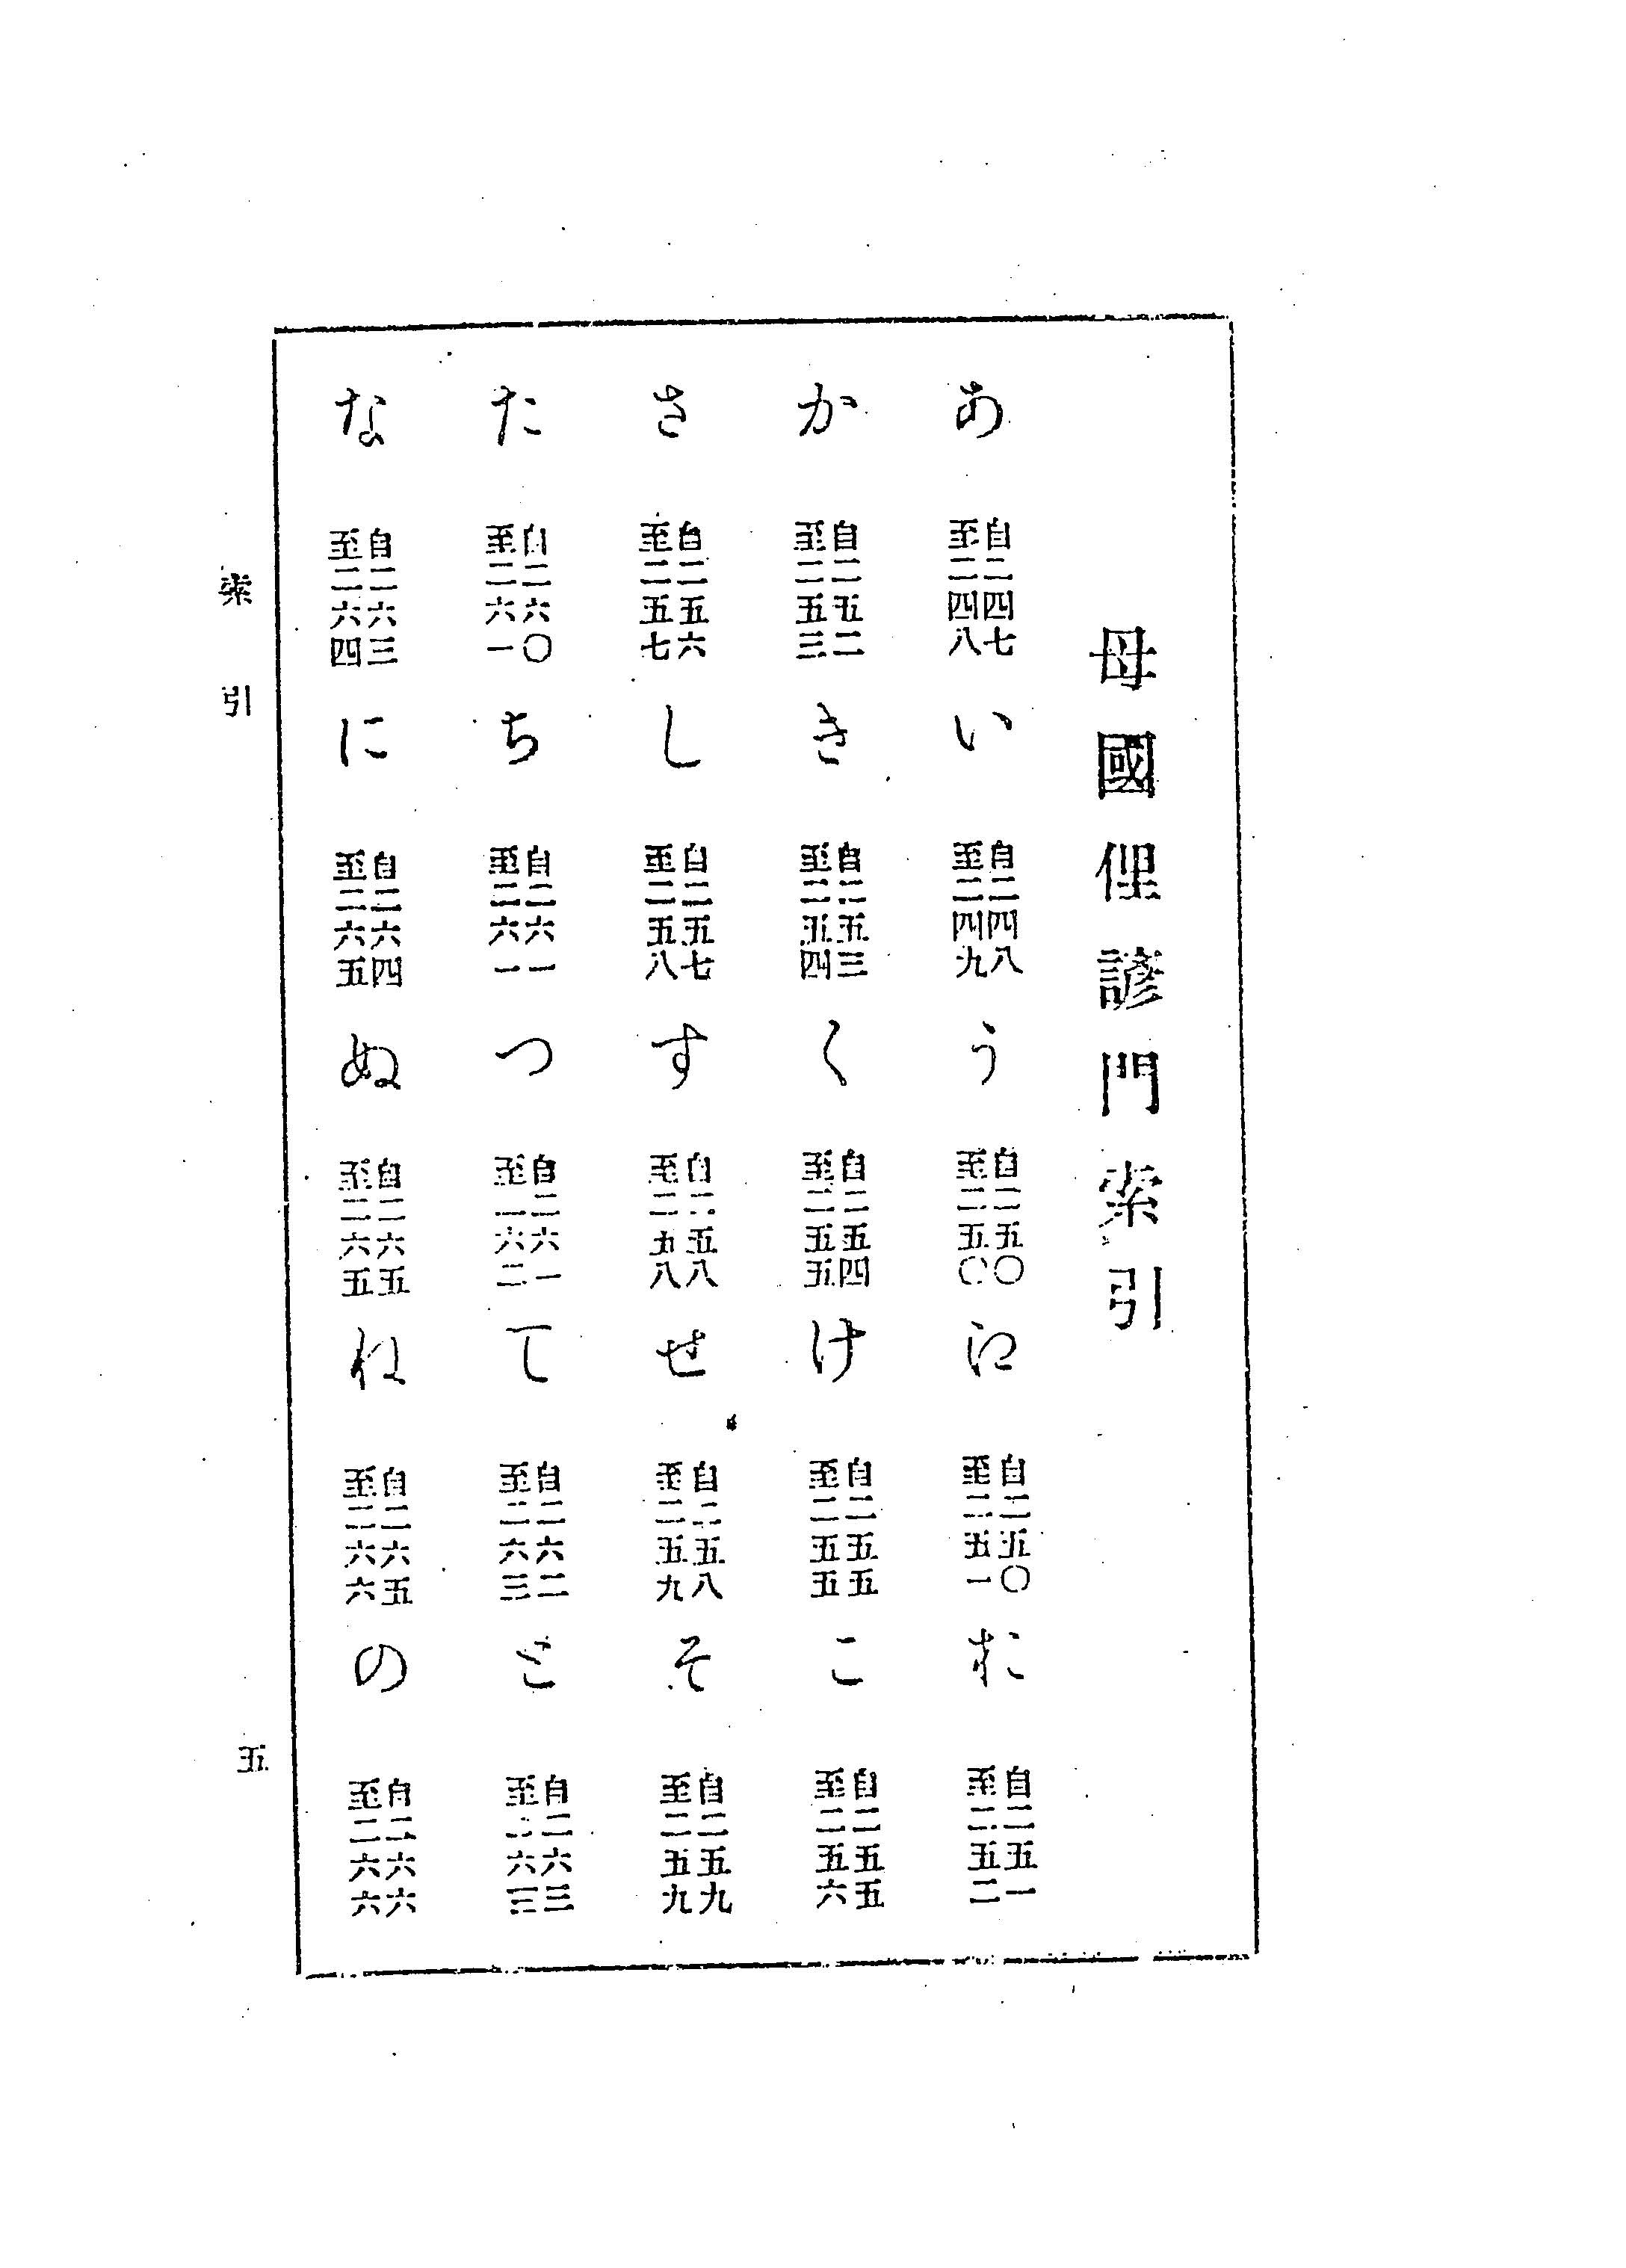 母國俚諺門索引
あ 自二四七 至二四八 い 自二四八 至二四九 う 自二五〇 至二五〇 𛀁 自二五〇 至二五一 お 自二五一 至二五二
か 自二五二 至二五三 き 自二五三 至二五四 く 自二五四 至二五五 け 自二五五 至二五五 こ 自二五五 至二五六
さ 自二五六 至二五七 し 自二五七 至二五八 す 自二五八 至二五八 せ 自二五八 至二五九 そ 自二五九 至二五九
た 自二六〇 至二六一 ち 自二六一 至二六一 つ 自二六一 至二六二 て 自二六二 至二六三 と 自二六三 至二六三
な 自二六三 至二六四 に 自二六四 至二六五 ぬ 自二六五 至二六五 ね 自二六五 至二六六 の 自二六六 至二六六
索引 五